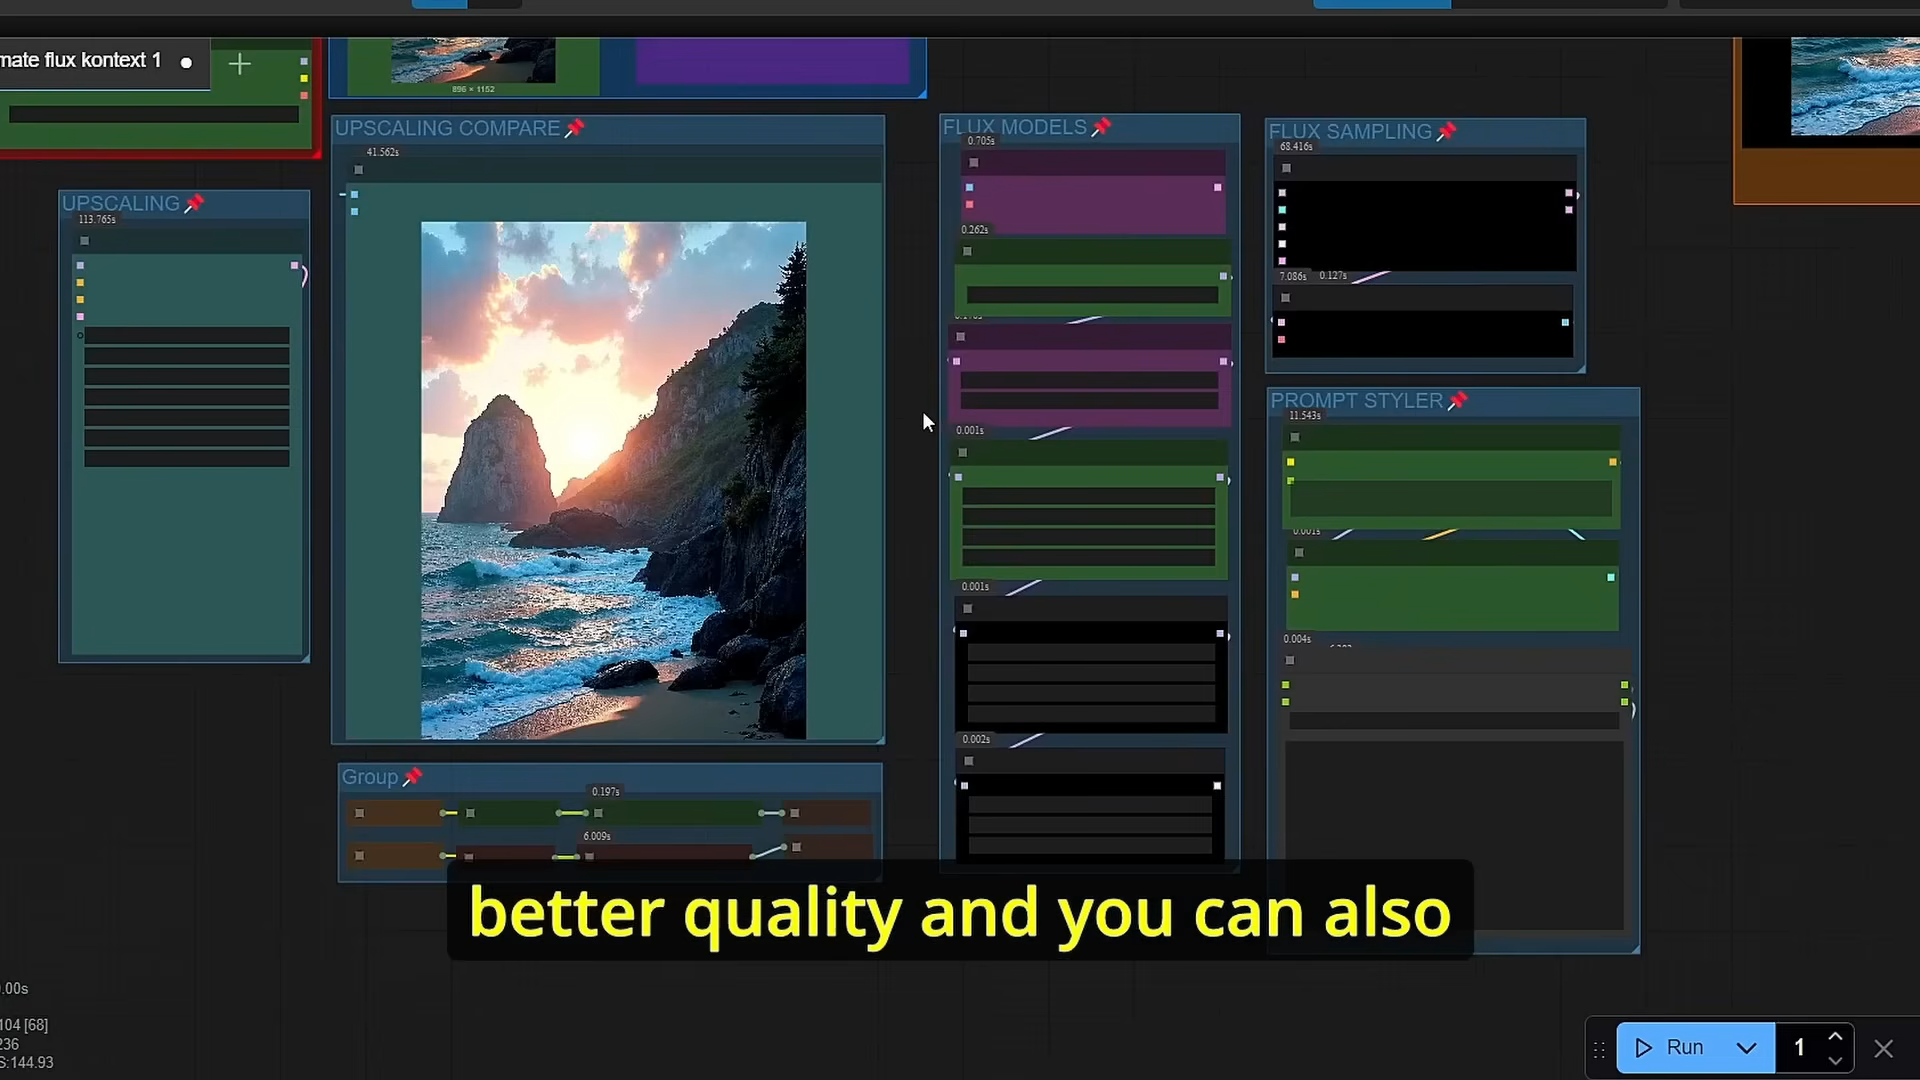 mate flux kontext 1
896 × 1152
UPSCALING COMPARE
41.562s
UPSCALING
113.765s
FLUX MODELS
0.705s
0.262s
0.001s
0.001s
0.002s
FLUX SAMPLING
68.416s
7.086s 0.127s
PROMPT STYLER
11.543s
0.001s
0.004s
Group
0.197s
6.009s
better quality and you can also
0.00s
104 [68]
236
S:144.93
Run
1